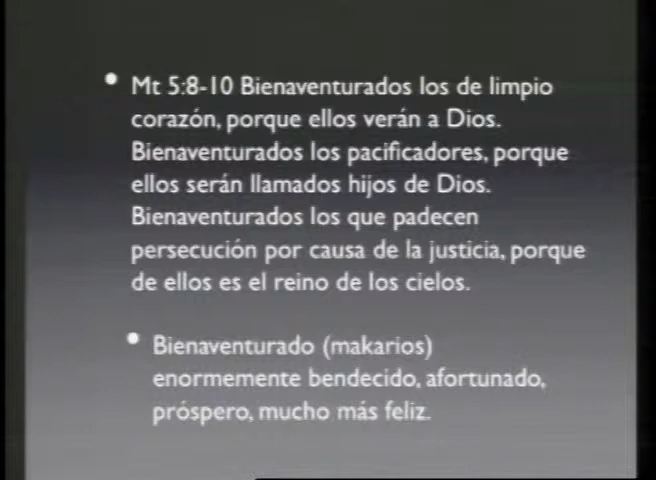 • Mt 5:8-10 Bienaventurados los de limpio
corazón, porque ellos verán a Dios.
Bienaventurados los pacificadores, porque
ellos serán llamados hijos de Dios.
Bienaventurados los que padecen
persecución por causa de la justicia, porque
de ellos es el reino de los cielos.
• Bienaventurado (makarios)
enormemente bendecido, afortunado,
próspero, mucho más feliz.